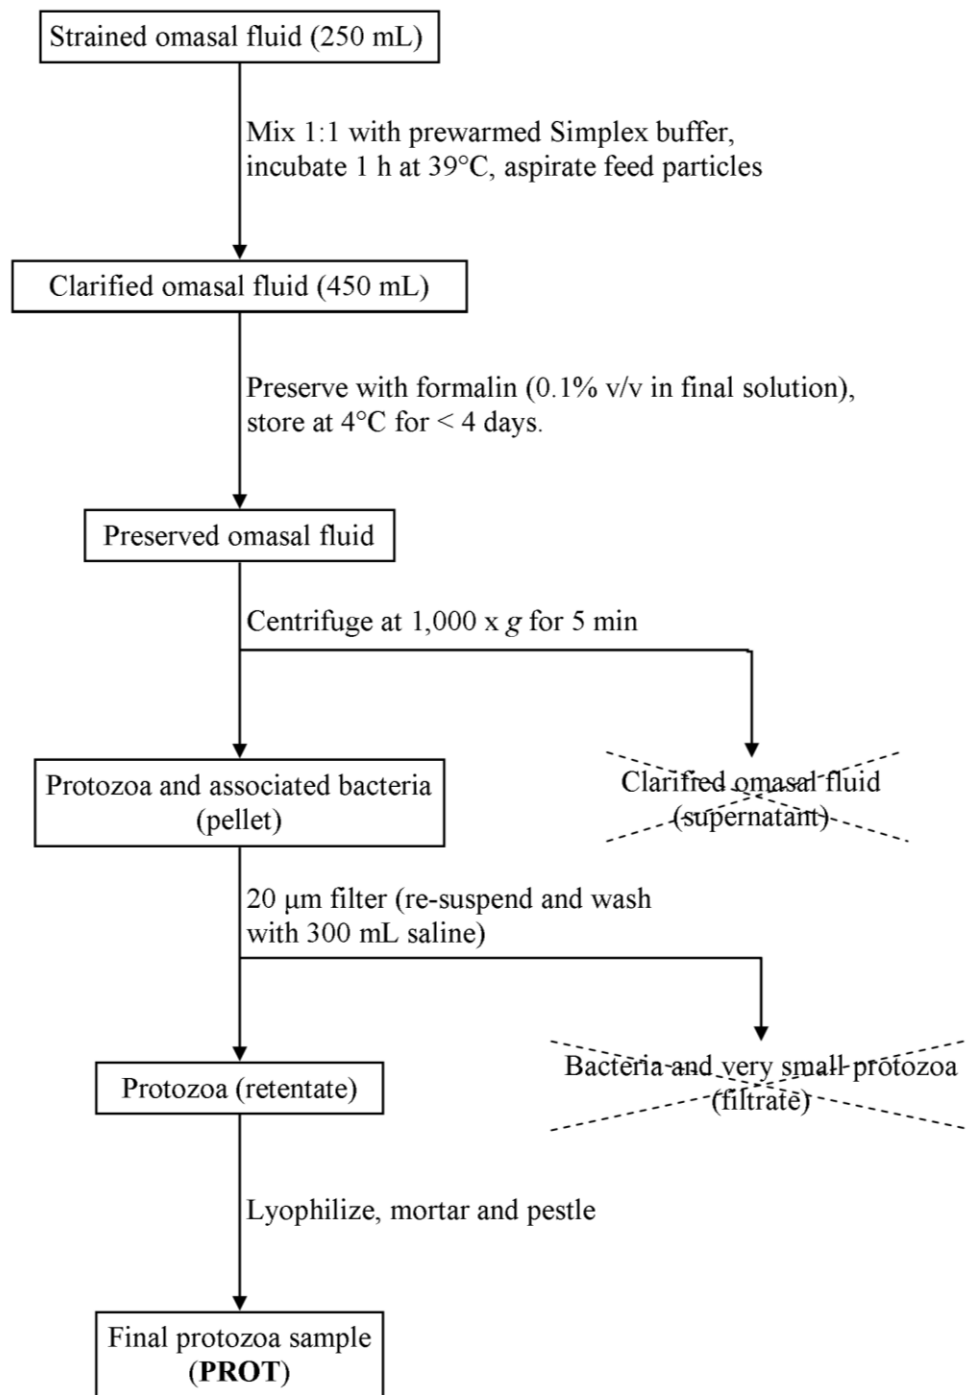 Strained omasal fluid (250 mL)
Mix 1:1 with prewarmed Simplex buffer,
incubate 1 h at 39°C, aspirate feed particles
Clarified omasal fluid (450 mL)
Preserve with formalin (0.1% v/v in final solution),
store at 4°C for < 4 days.
Preserved omasal fluid
Centrifuge at 1,000 x g for 5 min
Protozoa and associated bacteria
(pellet)
Clarified omasal fluid
(supernatant)
20 μm filter (re-suspend and wash
with 300 mL saline)
Protozoa (retentate)
Bacteria and very small protozoa
(filtrate)
Lyophilize, mortar and pestle
Final protozoa sample
(PROT)